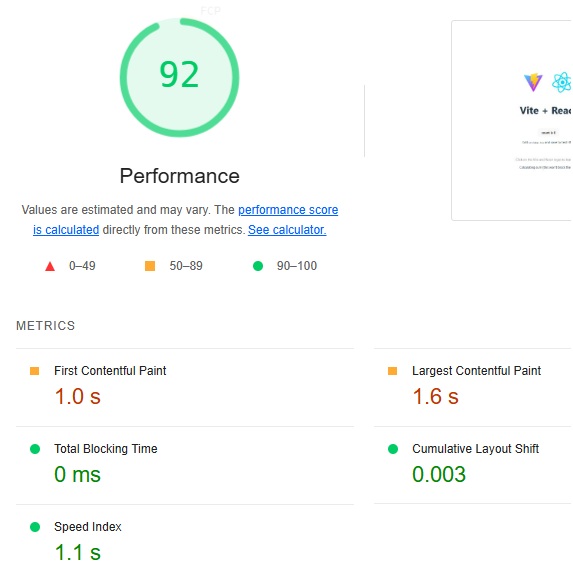 FCP
92
Performance
Values are estimated and may vary. The performance score
is calculated directly from these metrics. See calculator.
0–49
50–89
90–100
Vite + Reac
METRICS
First Contentful Paint
1.0 s
Largest Contentful Paint
1.6 s
Total Blocking Time
0 ms
Cumulative Layout Shift
0.003
Speed Index
1.1 s